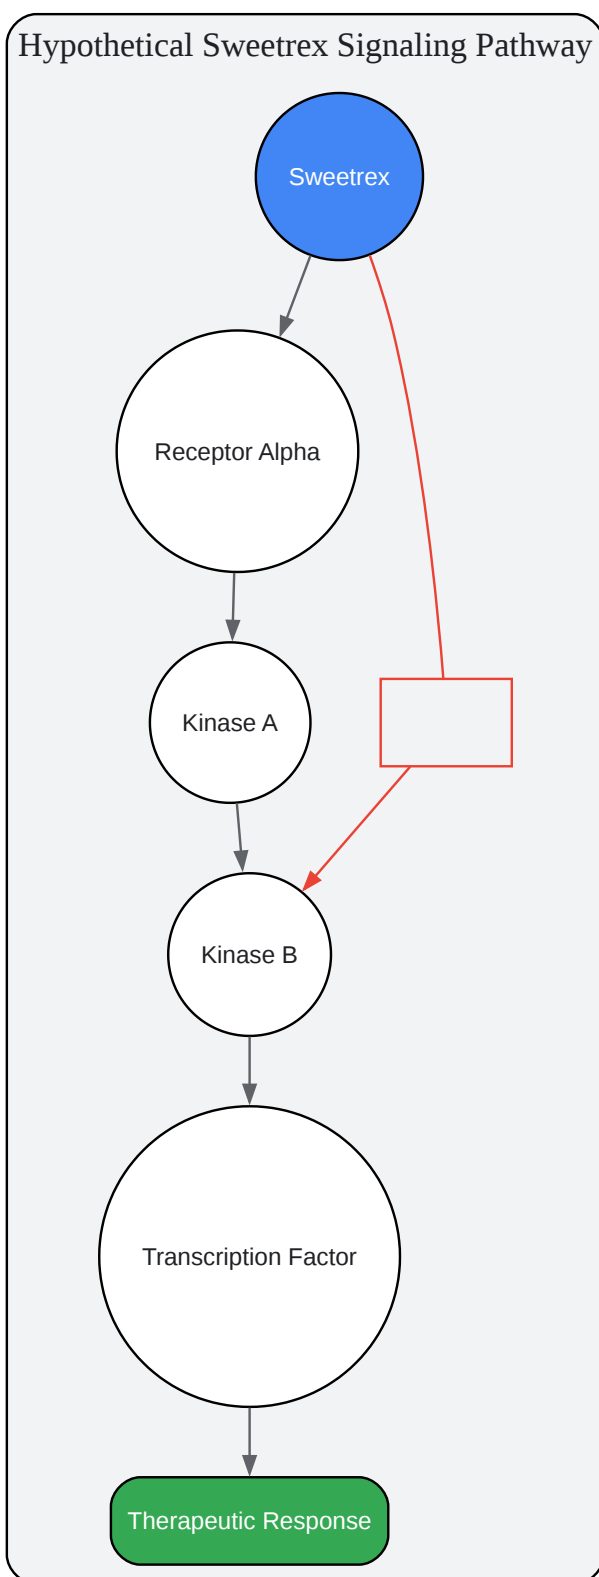 Hypothetical Sweetrex Signaling Pathway
Sweetrex
Receptor Alpha
Kinase A
Kinase B
Transcription Factor
Therapeutic Response